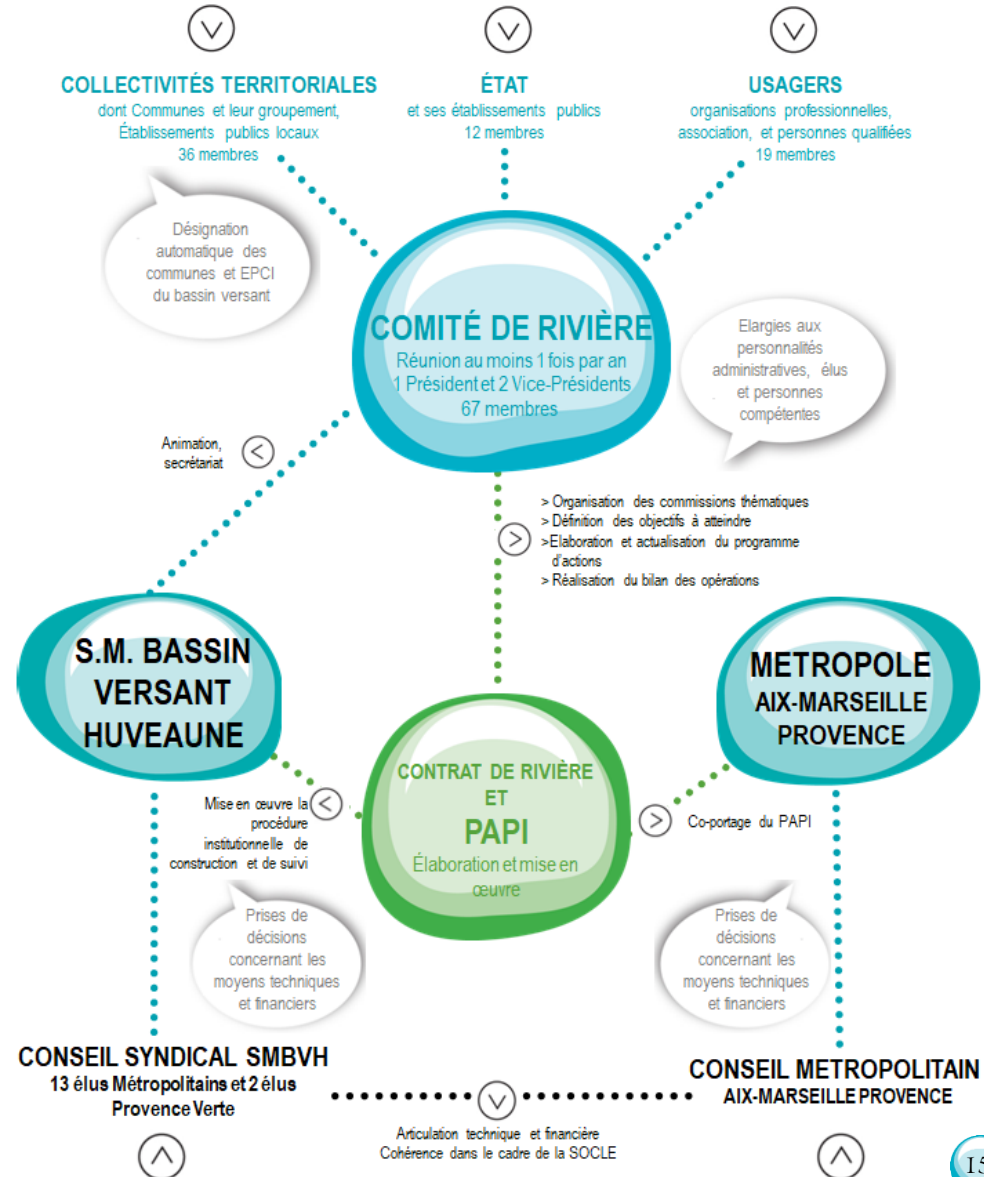 COLLECTIVITÉS TERRITORIALES
dont Communes et leur groupement,
Établissements publics locaux
36 membres
ÉTAT
et ses établissements publics
12 membres
USAGERS
organisations professionnelles,
association, et personnes qualifiées
19 membres
Désignation
automatique des
communes et EPCI
du bassin versant
COMITÉ DE RIVIÈRE
Réunion au moins 1 fois par an
1 Président et 2 Vice-Présidents
67 membres
Elargies aux
personnalités
administratives, élus
et personnes
compétentes
Animation,
secrétariat
> Organisation des commissions thématiques
> Définition des objectifs à atteindre
>Elaboration et actualisation du programme
d'actions
> Réalisation du bilan des opérations
S.M. BASSIN
VERSANT
HUVEAUNE
METROPOLE
AIX-MARSEILLE
PROVENCE
CONTRAT DE RIVIÈRE
ET
PAPI
Élaboration et mise en
œuvre
Mise en œuvre la
procédure
institutionnelle de
construction et de suivi
Co-portage du PAPI
Prises de
décisions
concernant les
moyens techniques
et financiers
Prises de
décisions
concernant les
moyens techniques
et financiers
CONSEIL SYNDICAL SMBVH
13 élus Métropolitains et 2 élus
Provence Verte
CONSEIL METROPOLITAIN
AIX-MARSEILLE PROVENCE
Articulation technique et financière
Cohérence dans le cadre de la SOCLE
15